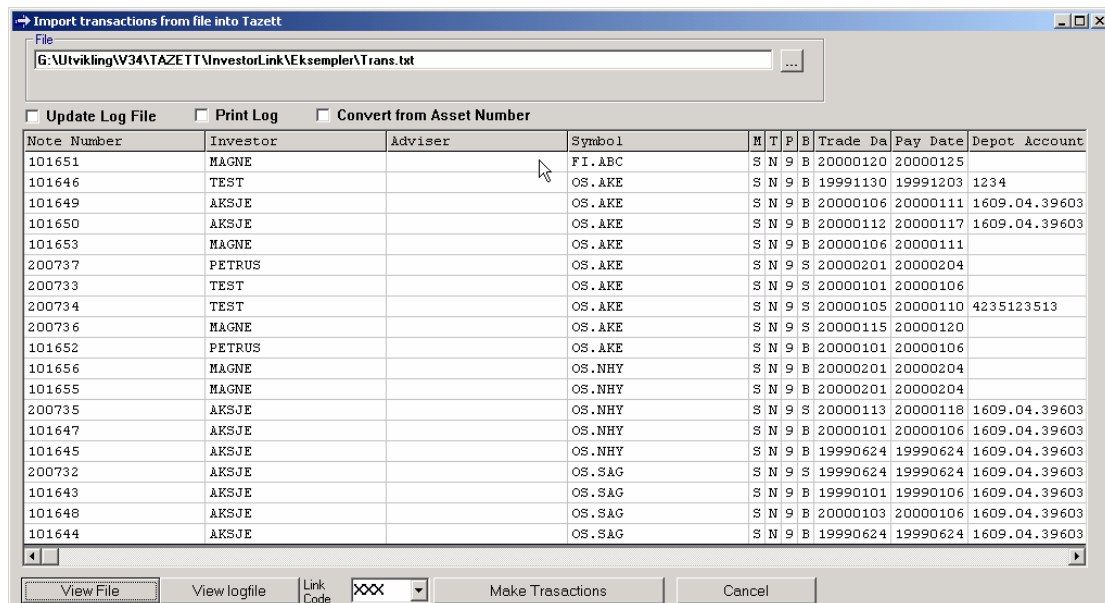 Import transactions from file into Tazett
File
G:\Utvikling\V34\TAZETT\InvestorLink\Eksempler\Trans.txt
...
Update Log File Print Log Convert from Asset Number
Note Number Investor Adviser Symbol M T P B Trade Da Pay Date Depot Account
101651 MAGNE FI.ABC S N 9 B 20000120 20000125
101646 TEST OS.AKE S N 9 B 19991130 19991203 1234
101649 AKSJE OS.AKE S N 9 B 20000106 20000111 1609.04.39603
101650 AKSJE OS.AKE S N 9 B 20000112 20000117 1609.04.39603
101653 MAGNE OS.AKE S N 9 B 20000106 20000111
200737 PETRUS OS.AKE S N 9 S 20000201 20000204
200733 TEST OS.AKE S N 9 S 20000101 20000106
200734 TEST OS.AKE S N 9 S 20000105 20000110 4235123513
200736 MAGNE OS.AKE S N 9 S 20000115 20000120
101652 PETRUS OS.AKE S N 9 B 20000101 20000106
101656 MAGNE OS.NHY S N 9 B 20000201 20000204
101655 MAGNE OS.NHY S N 9 B 20000201 20000204
200735 AKSJE OS.NHY S N 9 S 20000113 20000118 1609.04.39603
101647 AKSJE OS.NHY S N 9 B 20000101 20000106 1609.04.39603
101645 AKSJE OS.NHY S N 9 B 19990624 19990624 1609.04.39603
200732 AKSJE OS.SAG S N 9 S 19990624 19990624 1609.04.39603
101643 AKSJE OS.SAG S N 9 B 19990101 19990106 1609.04.39603
101648 AKSJE OS.SAG S N 9 B 20000103 20000106 1609.04.39603
101644 AKSJE OS.SAG S N 9 B 19990624 19990624 1609.04.39603
View File View logfile Link Code XXX Make Trasactions Cancel